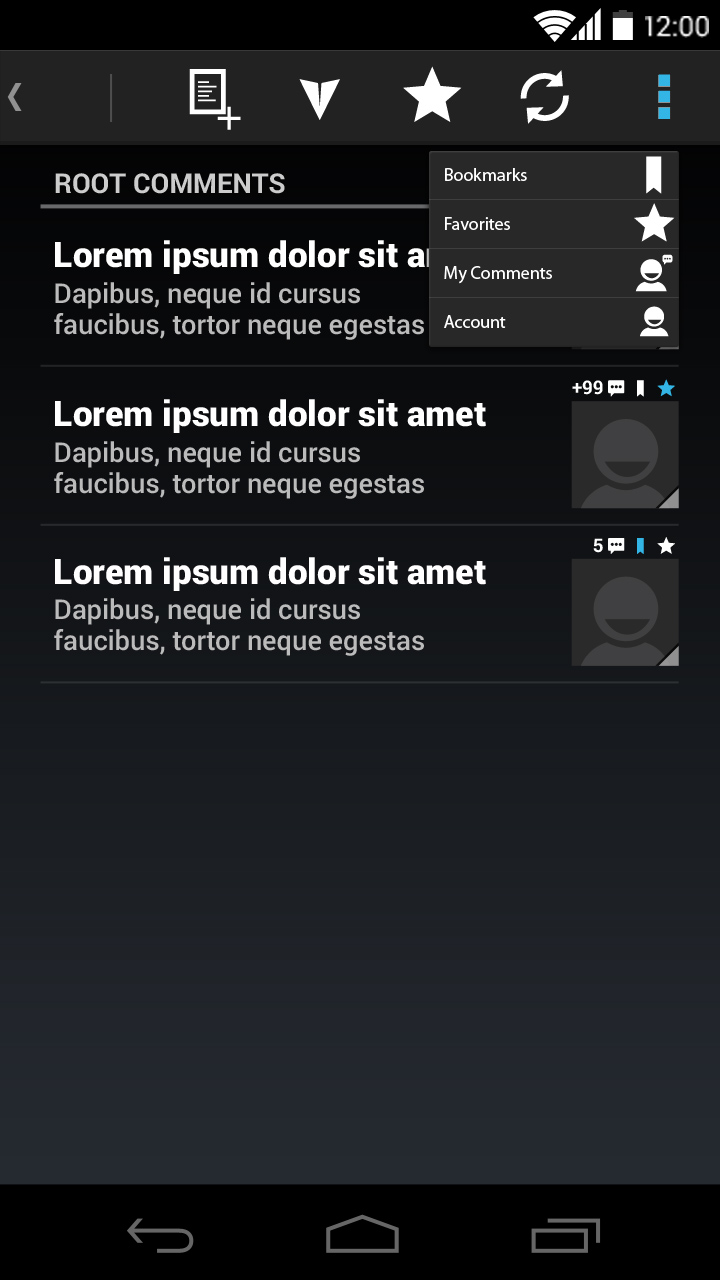 12:00
Bookmarks
Favorites
My Comments
Account
ROOT COMMENTS
Lorem ipsum dolor sit
Dapibus, neque id cursus
faucibus, tortor neque egestas
+99
Lorem ipsum dolor sit amet
Dapibus, neque id cursus
faucibus, tortor neque egestas
5
Lorem ipsum dolor sit amet
Dapibus, neque id cursus
faucibus, tortor neque egestas